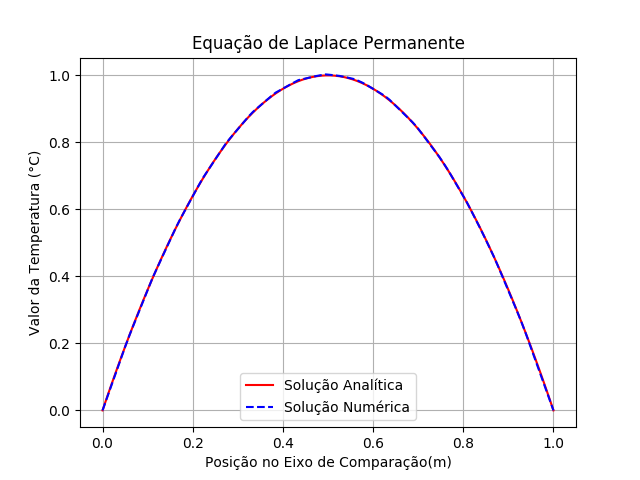 Equação de Laplace Permanente
Valor da Temperatura (°C)
1.0
0.8
0.6
0.4
0.2
0.0
Solução Analítica
Solução Numérica
0.0 0.2 0.4 0.6 0.8 1.0
Posição no Eixo de Comparação(m)